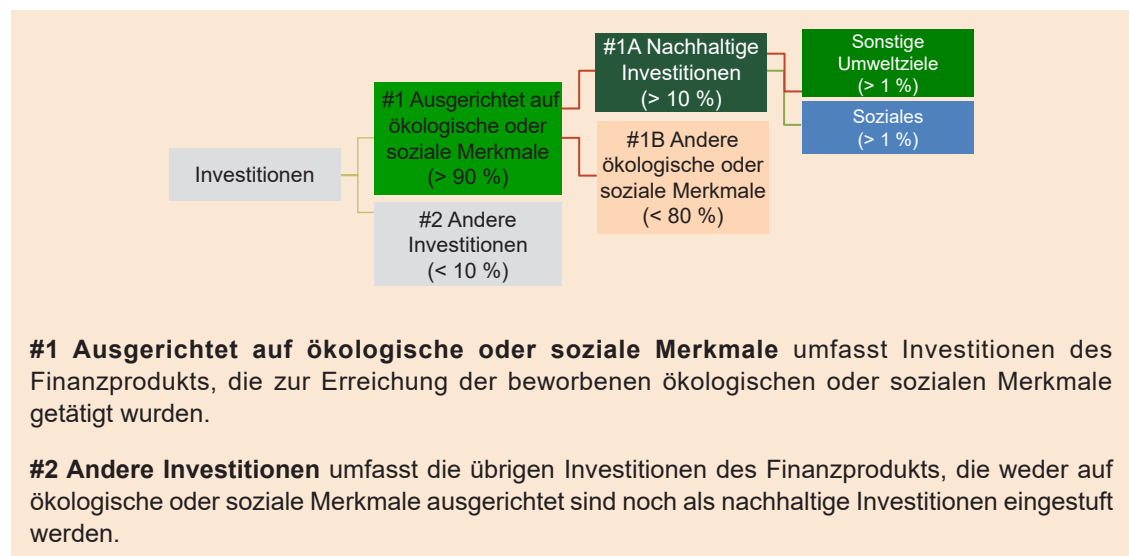 Investitionen
#1 Ausgerichtet auf
ökologische oder
soziale Merkmale
(> 90 %)
#2 Andere
Investitionen
(< 10 %)
#1A Nachhaltige
Investitionen
(> 10 %)
#1B Andere
ökologische oder
soziale Merkmale
(< 80 %)
Sonstige
Umweltziele
(> 1 %)
Soziales
(> 1 %)
#1 Ausgerichtet auf ökologische oder soziale Merkmale umfasst Investitionen des
Finanzprodukts, die zur Erreichung der beworbenen ökologischen oder sozialen Merkmale
getätigt wurden.
#2 Andere Investitionen umfasst die übrigen Investitionen des Finanzprodukts, die weder auf
ökologische oder soziale Merkmale ausgerichtet sind noch als nachhaltige Investitionen eingestuft
werden.